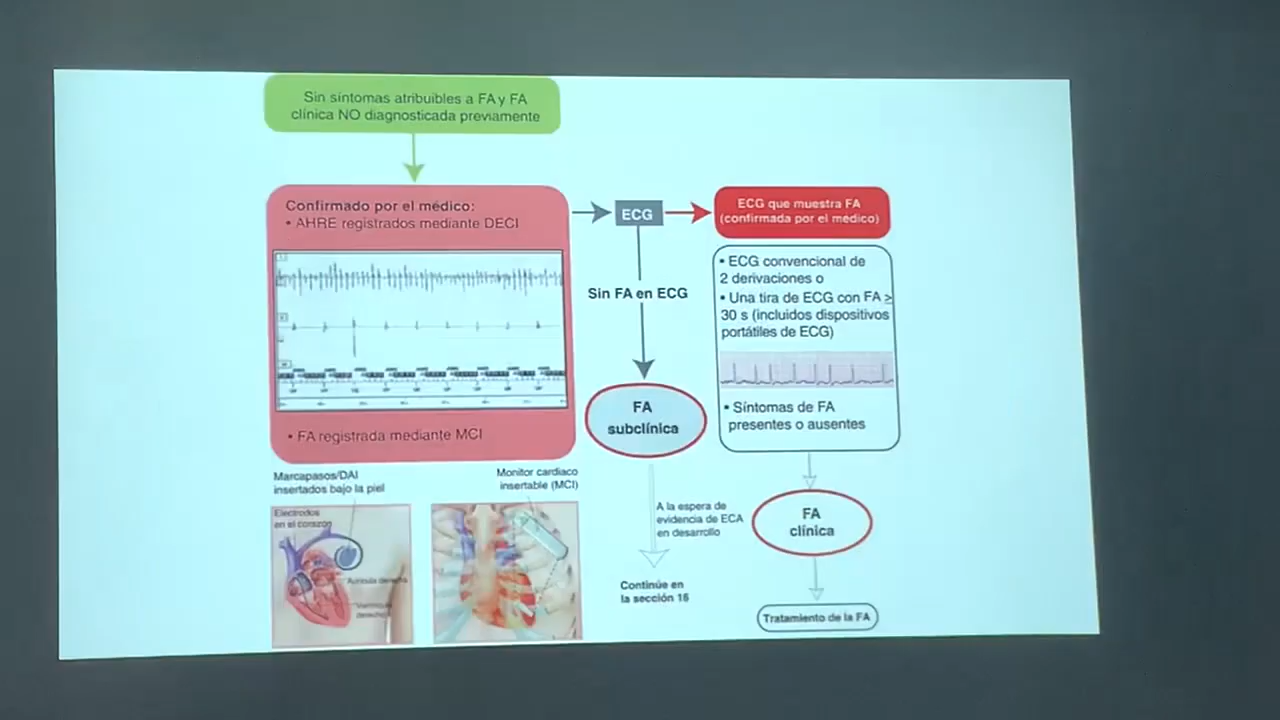 Sin síntomas atribuibles a FA y FA
clínica NO diagnosticada previamente
Confirmado por el médico:
• AHRE registrados mediante DECI
• FA registrada mediante MCI
ECG
Sin FA en ECG
FA
subclínica
A la espera de
evidencia de ECA
en desarrollo
Continúe en
la sección 16
ECG que muestra FA
(confirmada por el médico)
• ECG convencional de
2 derivaciones o
• Una tira de ECG con FA ≥
30 s (incluidos dispositivos
portátiles de ECG)
• Síntomas de FA
presentes o ausentes
FA
clínica
Tratamiento de la FA
Marcapasos/DAI
insertados bajo la piel
Electrodos
en el corazón
Aurícula derecha
Ventrículo
derecho
Monitor cardiaco
insertable (MCI)